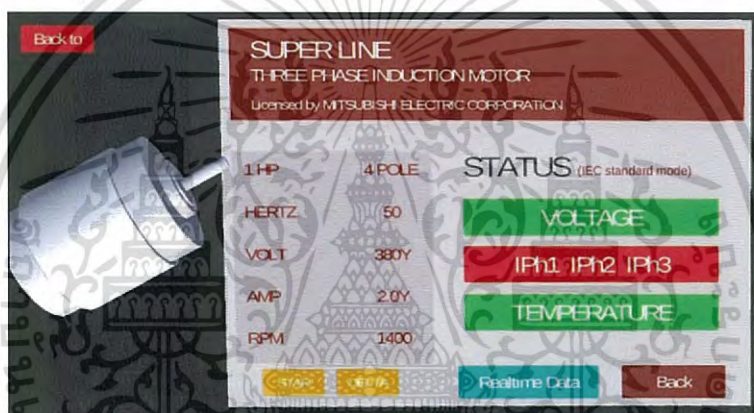 Back to
SUPER LINE
THREE PHASE INDUCTION MOTOR
Licensed by MITSUBISHI ELECTRIC CORPORATION
1 HP 4 POLE
HERTZ 50
VOLT 380Y
AMP 2.0Y
RPM 1400
STATUS (IEC standard mode)
VOLTAGE
IPh1 IPh2 IPh3
TEMPERATURE
STAR DELTA Realtime Data Back